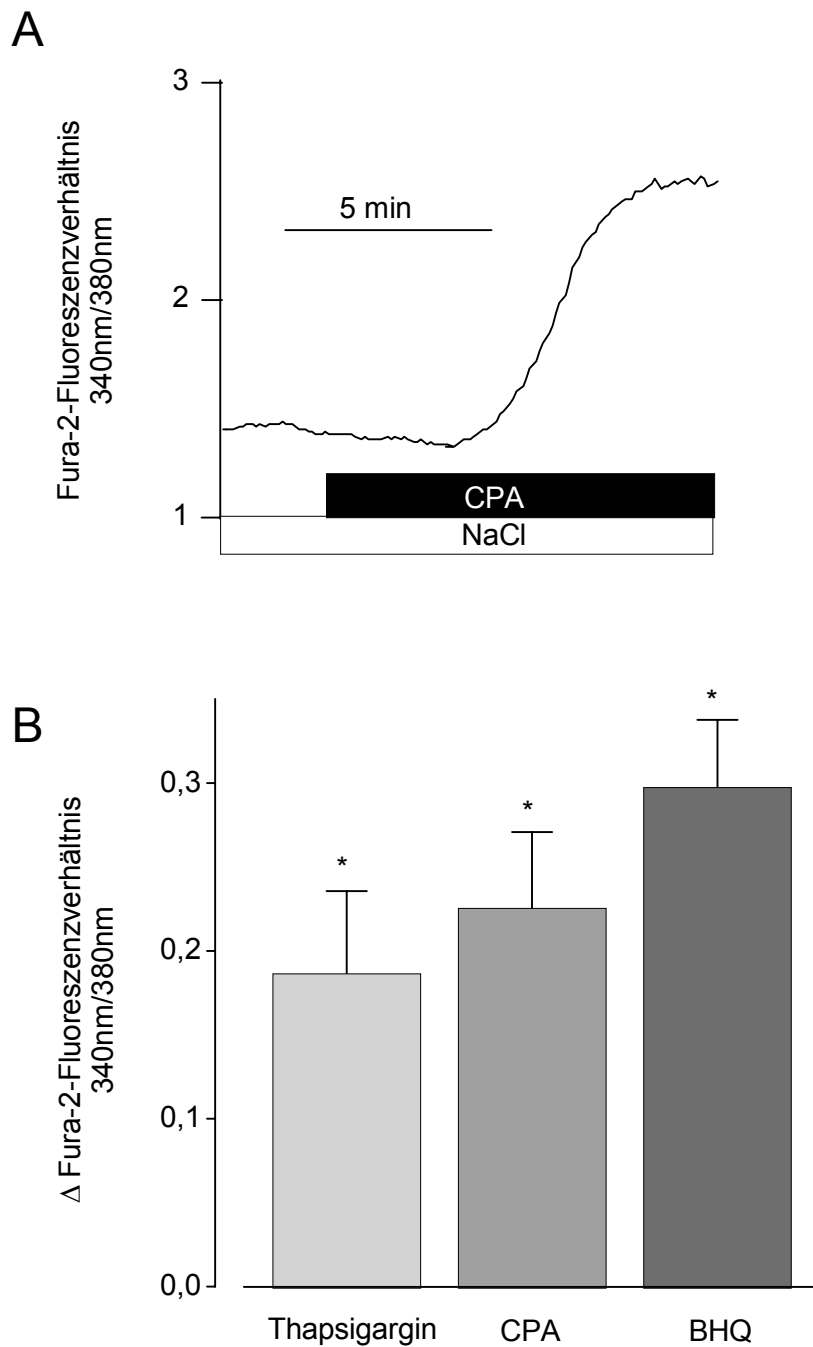 A
Fura-2-Fluoreszenzverhältnis
340nm/380nm
3
2
1
5 min
CPA
NaCl
B
Δ Fura-2-Fluoreszenzverhältnis
340nm/380nm
0,3
0,2
0,1
0,0
*
*
*
Thapsigargin
CPA
BHQ